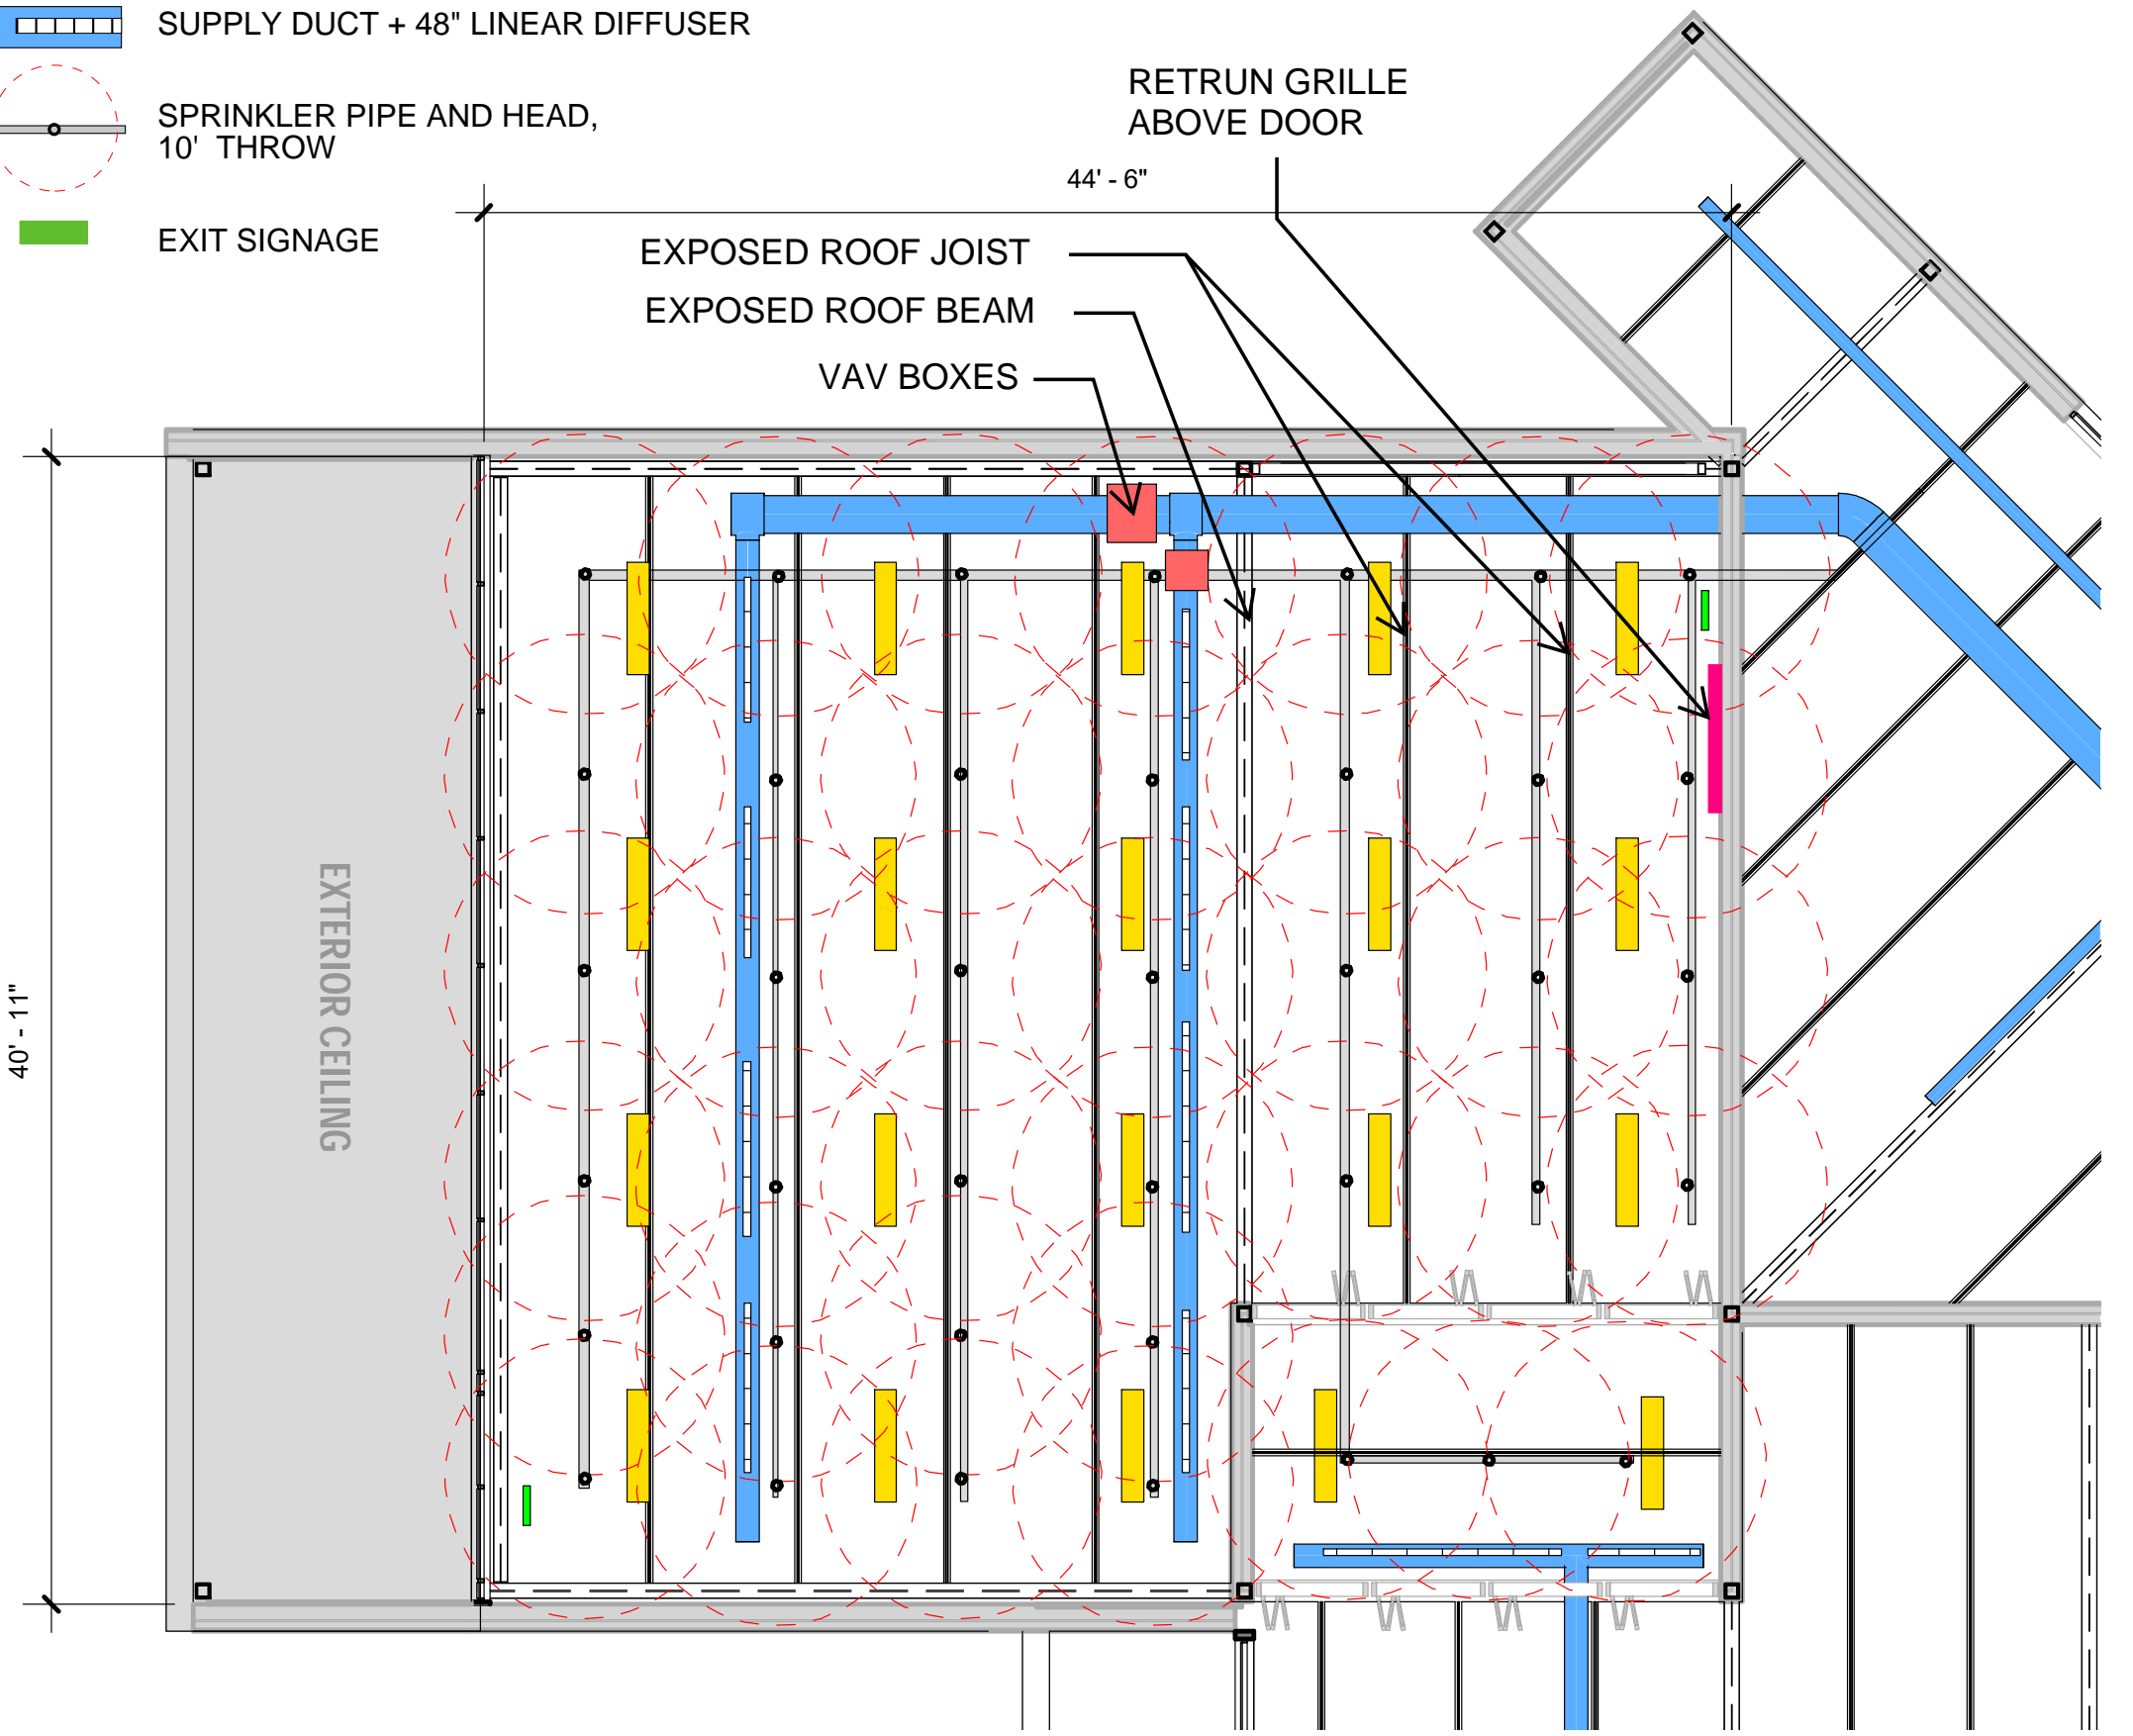 SUPPLY DUCT + 48" LINEAR DIFFUSER
SPRINKLER PIPE AND HEAD,
10' THROW
EXIT SIGNAGE
RETRUN GRILLE
ABOVE DOOR
44' - 6"
EXPOSED ROOF JOIST
EXPOSED ROOF BEAM
VAV BOXES
EXTERIOR CEILING
40' - 11"